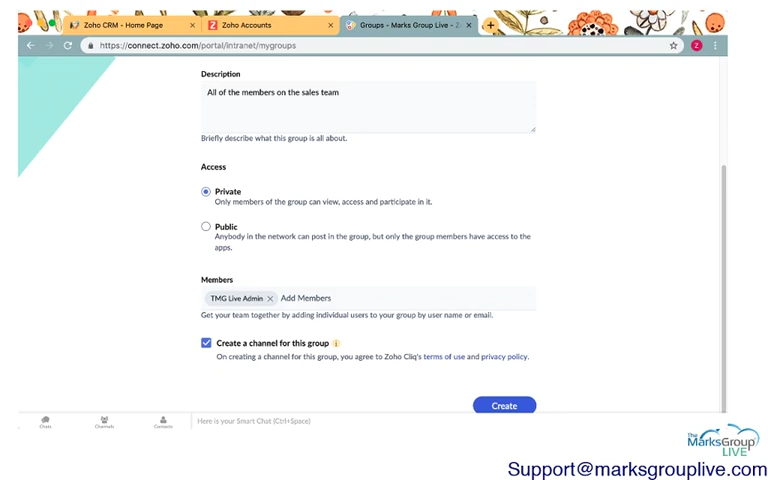 Zoho CRM - Home Page
Zoho Accounts
Groups - Marks Group Live - Z
https://connect.zoho.com/portal/intranet/mygroups
Z
Description
All of the members on the sales team
Briefly describe what this group is all about.
Access
Private
Only members of the group can view, access and participate in it.
Public
Anybody in the network can post in the group, but only the group members have access to the
apps.
Members
TMG Live Admin
Add Members
Get your team together by adding individual users to your group by user name or email.
Create a channel for this group
On creating a channel for this group, you agree to Zoho Cliq's terms of use and privacy policy.
Create
Chats
Channels
Contacts
Here is your Smart Chat (Ctrl+Space)
The
MarksGroup
LIVE
Support@marksgrouplive.com